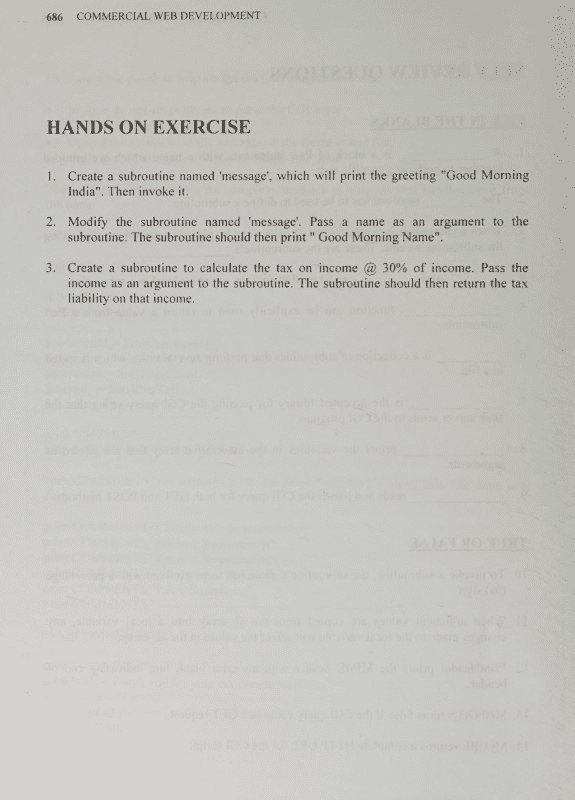 686 COMMERCIAL WEB DEVELOPMENT
HANDS ON EXERCISE
1. Create a subroutine named 'message', which will print the greeting "Good Morning
India". Then invoke it.
2. Modify the subroutine named 'message'. Pass a name as an argument to the
subroutine. The subroutine should then print " Good Morning Name".
3. Create a subroutine to calculate the tax on income @ 30% of income. Pass the
income as an argument to the subroutine. The subroutine should then return the tax
liability on that income.